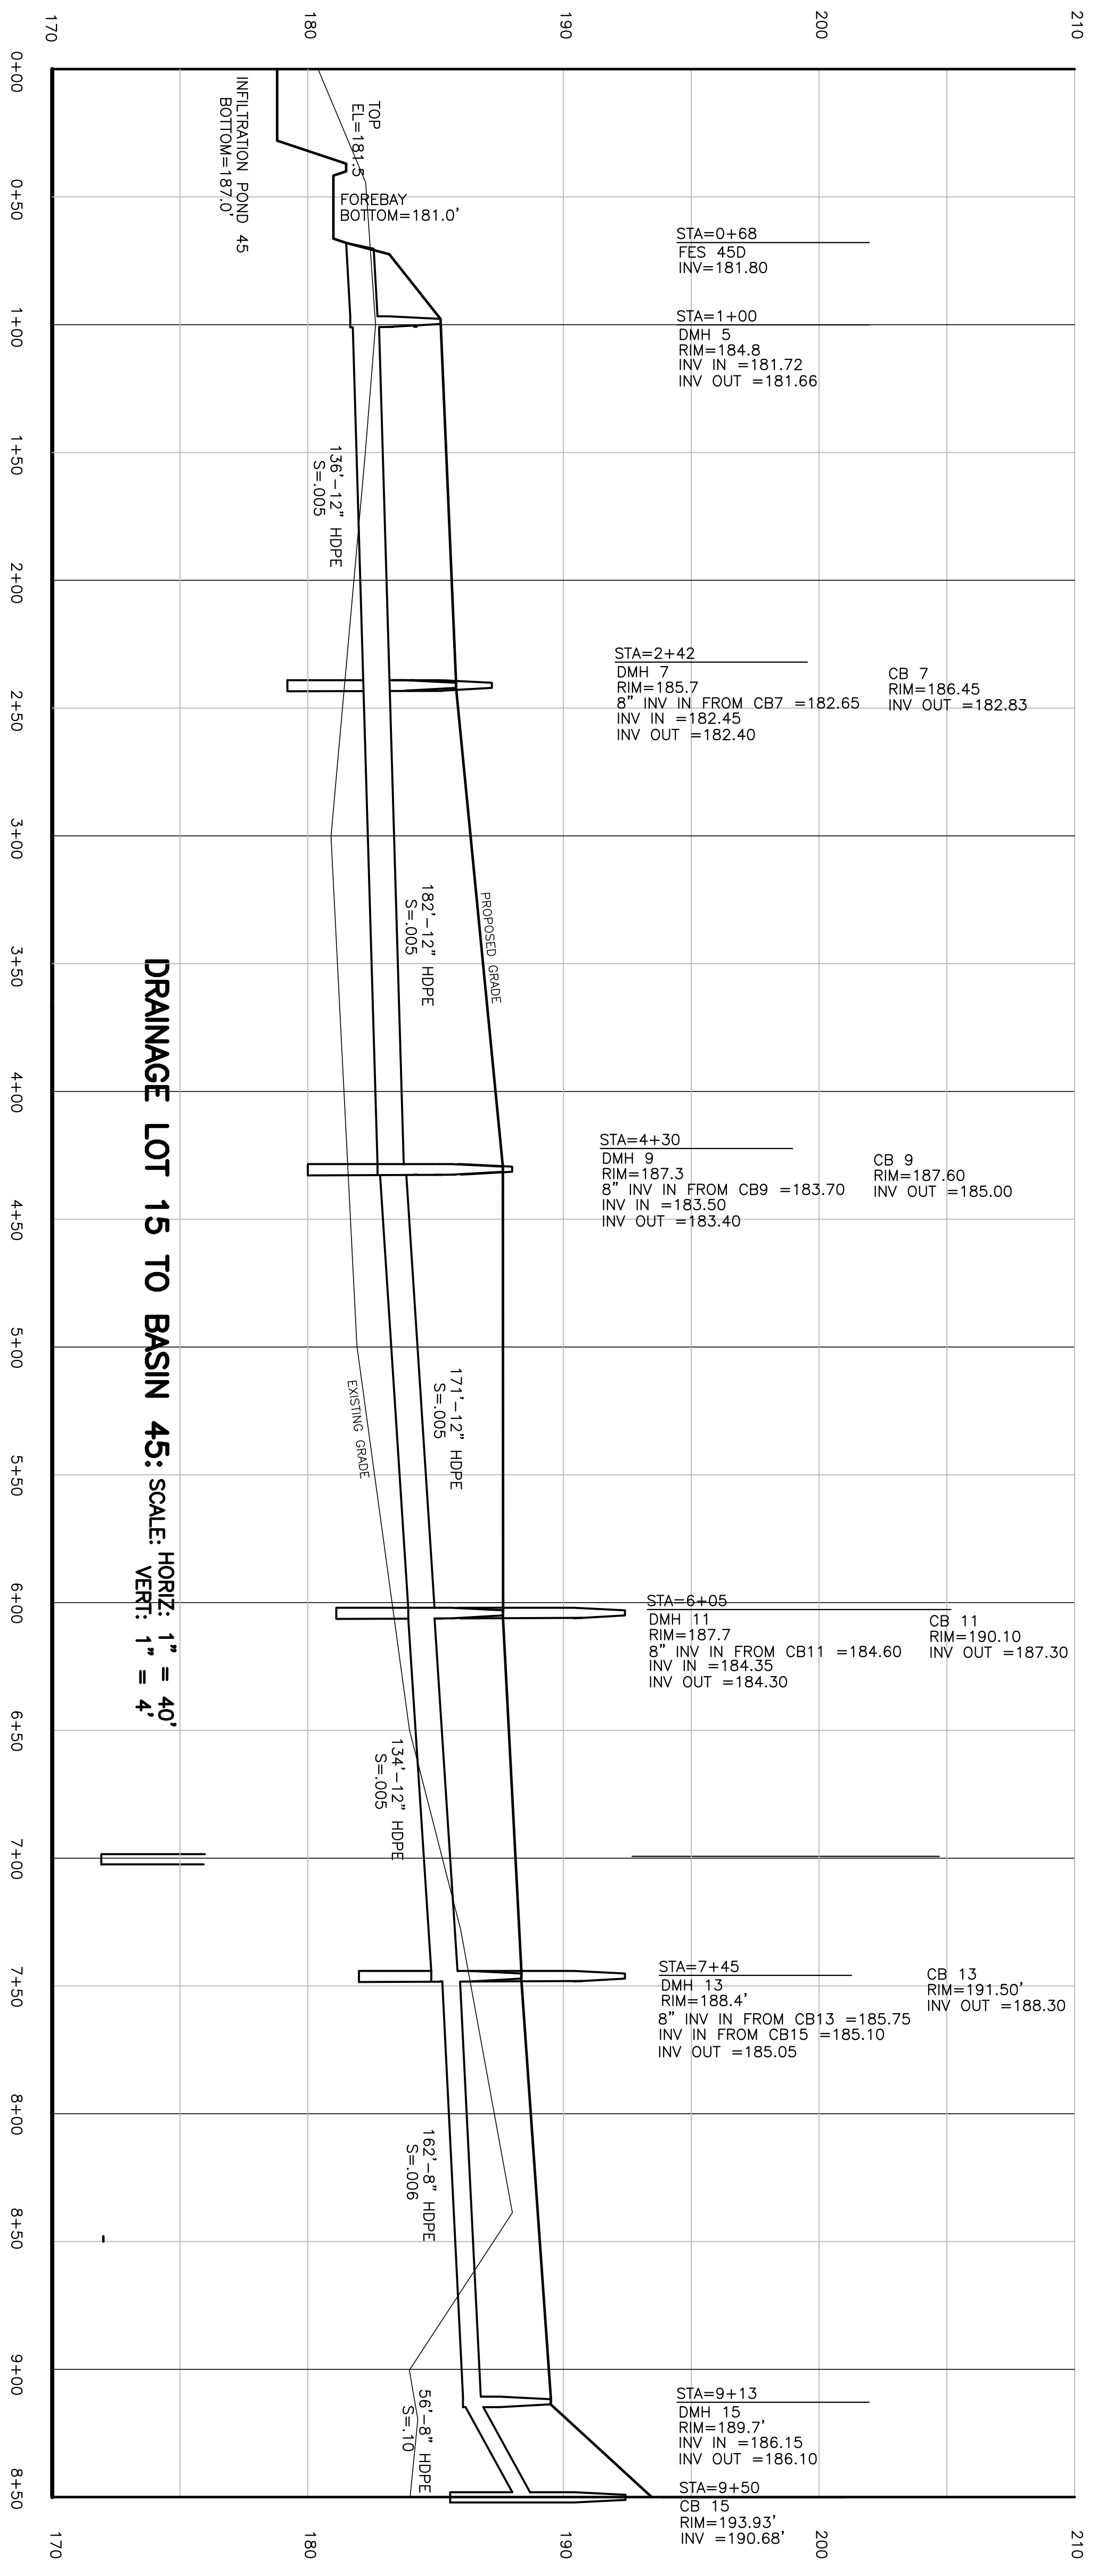 210
200
190
180
170
0+00
0+50
1+00
1+50
2+00
2+50
3+00
3+50
4+00
4+50
5+00
5+50
6+00
6+50
7+00
7+50
8+00
8+50
9+00
8+50
210
200
190
180
170
INFILTRATION POND 45
BOTTOM=187.0'
TOP
EL=181.5
FOREBAY
BOTTOM=181.0'
STA=0+68
FES 45D
INV=181.80
STA=1+00
DMH 5
RIM=184.8
INV IN =181.72
INV OUT =181.66
136'-12" HDPE
S=.005
STA=2+42
DMH 7
RIM=185.7
8" INV IN FROM CB7 =182.65
INV IN =182.45
INV OUT =182.40
CB 7
RIM=186.45
INV OUT =182.83
182'-12" HDPE
S=.005
PROPOSED GRADE
STA=4+30
DMH 9
RIM=187.3
8" INV IN FROM CB9 =183.70
INV IN =183.50
INV OUT =183.40
CB 9
RIM=187.60
INV OUT =185.00
171'-12" HDPE
S=.005
EXISTING GRADE
STA=6+05
DMH 11
RIM=187.7
8" INV IN FROM CB11 =184.60
INV IN =184.35
INV OUT =184.30
CB 11
RIM=190.10
INV OUT =187.30
134'-12" HDPE
S=.005
STA=7+45
DMH 13
RIM=188.4'
8" INV IN FROM CB13 =185.75
INV IN FROM CB15 =185.10
INV OUT =185.05
CB 13
RIM=191.50'
INV OUT =188.30
162'-8" HDPE
S=.006
STA=9+13
DMH 15
RIM=189.7'
INV IN =186.15
INV OUT =186.10
56'-8" HDPE
S=.10
STA=9+50
CB 15
RIM=193.93'
INV =190.68'
DRAINAGE LOT 15 TO BASIN 45: SCALE: HORIZ: 1" = 40'
VERT: 1" = 4'